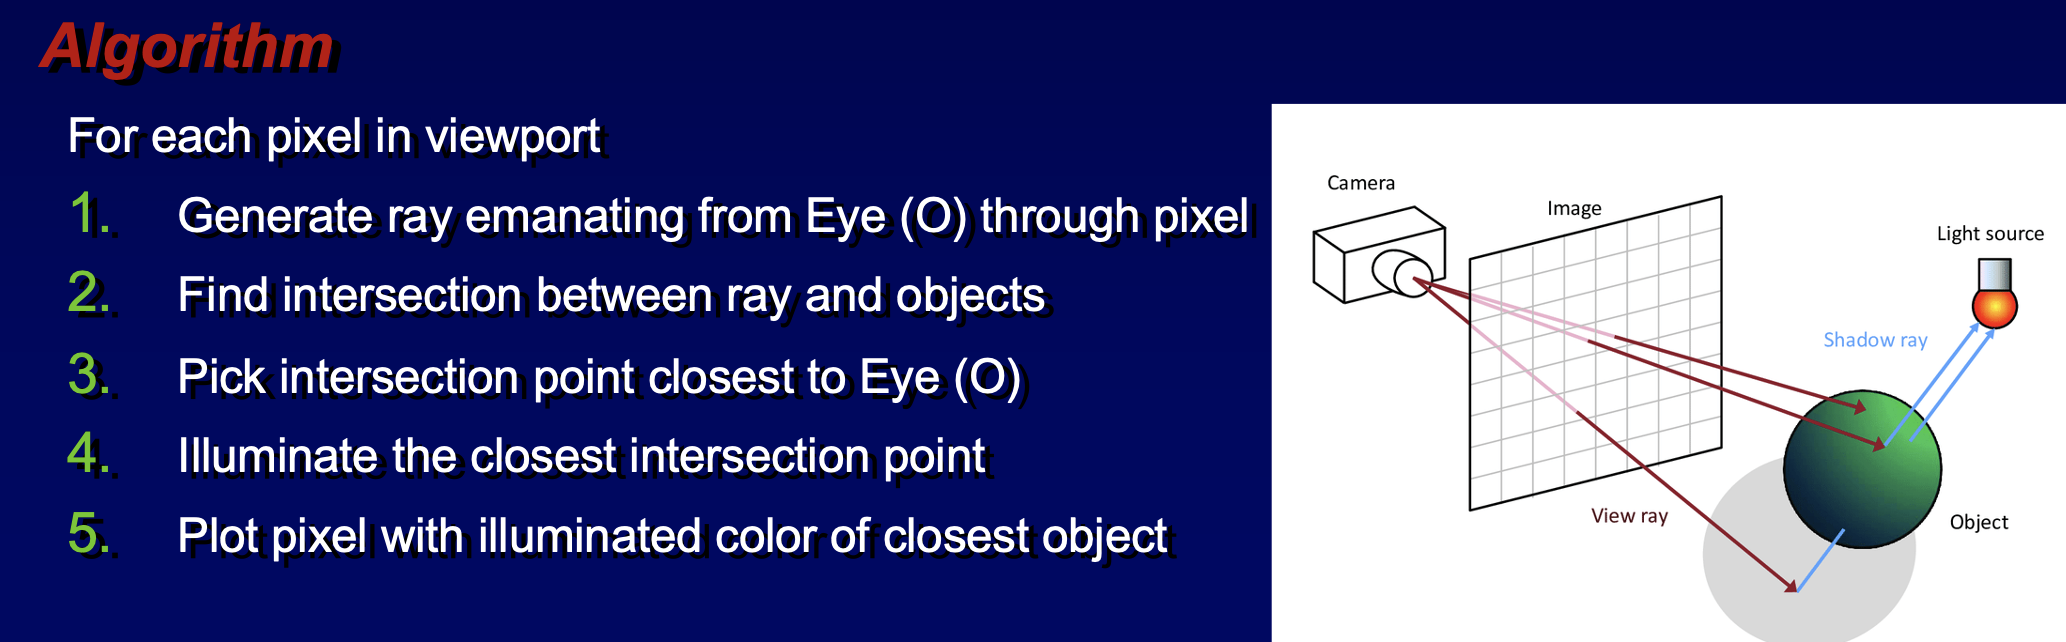 Algorithm
For each pixel in viewport
1. Generate ray emanating from Eye (O) through pixel
2. Find intersection between ray and objects
3. Pick intersection point closest to Eye (O)
4. Illuminate the closest intersection point
5. Plot pixel with illuminated color of closest object
Camera
Image
Light source
Shadow ray
View ray
Object